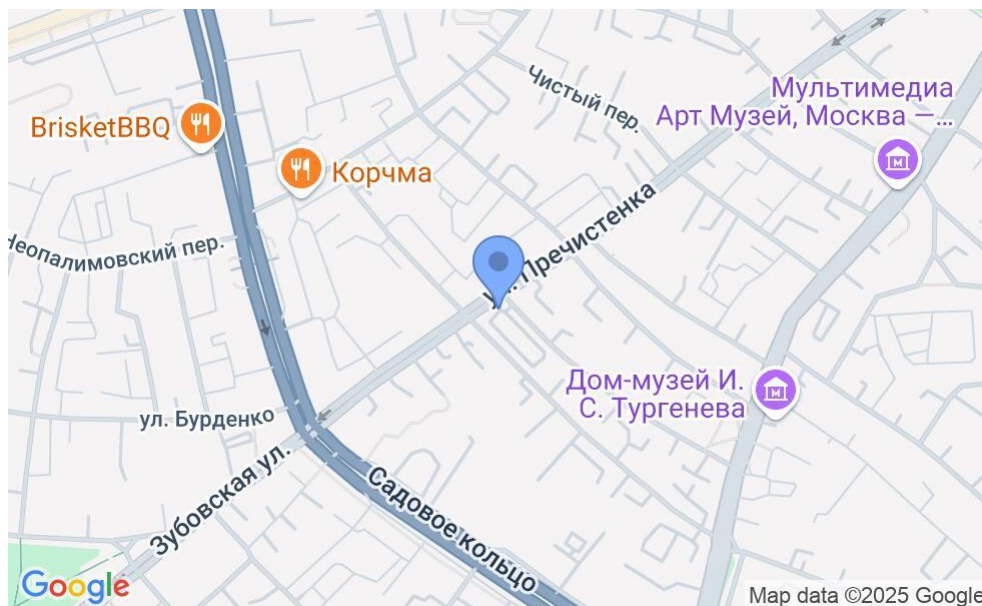 Чистый пер.
Мультимедиа
Арт Музей, Москва —...
BrisketBBQ
Корчма
Неопалимовский пер.
ул. Пречистенка
Дом-музей И.
С. Тургенева
ул. Бурденко
Зубовская ул.
Садовое кольцо
Google
Map data ©2025 Google